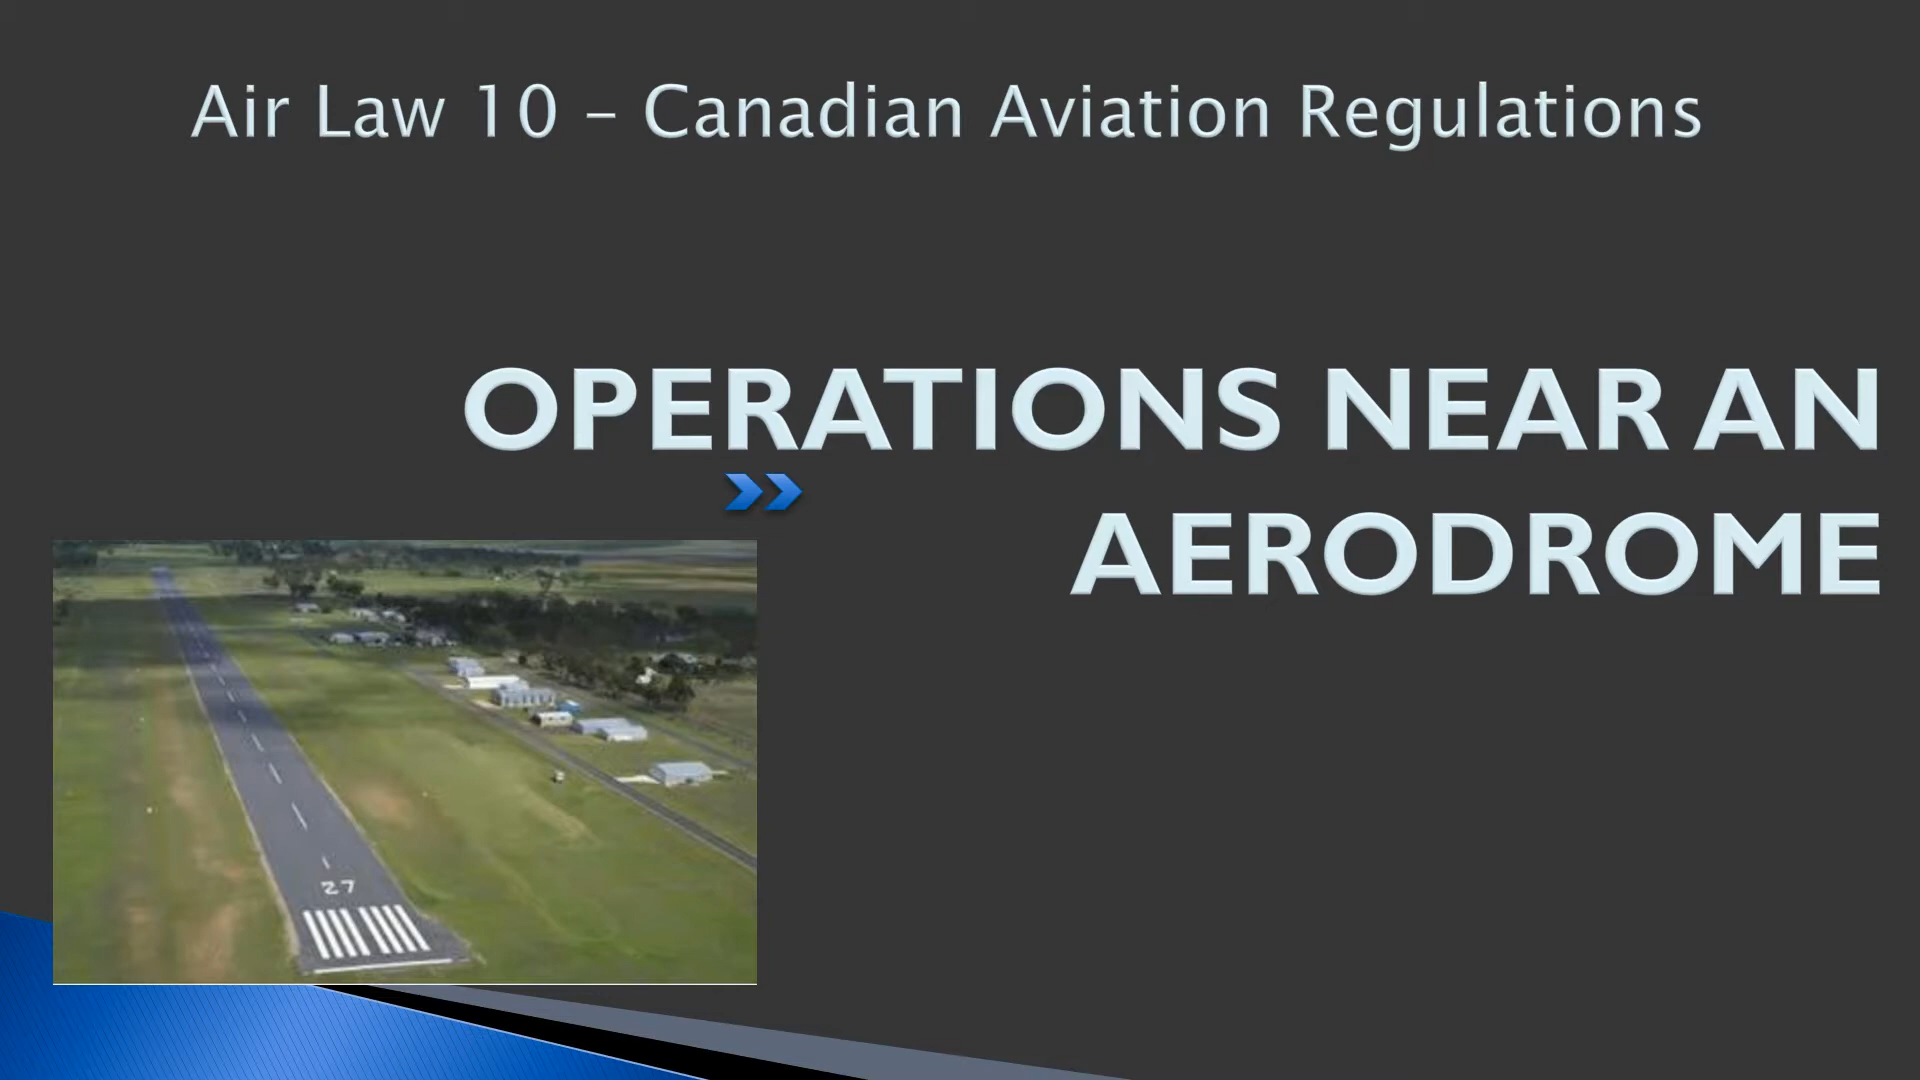 Air Law 10 – Canadian Aviation Regulations
OPERATIONS NEAR AN
AERODROME
27